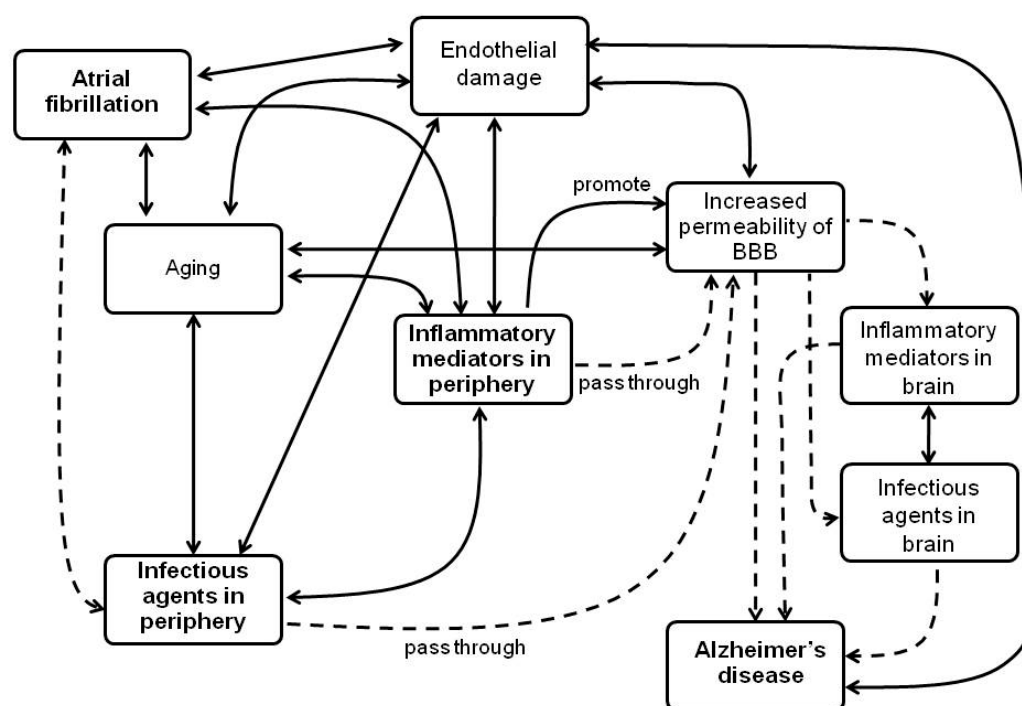 Endothelial
damage
Atrial
fibrillation
promote
Increased
permeability of
BBB
Aging
Inflammatory
mediators in
periphery
pass through
Inflammatory
mediators in
brain
Infectious
agents in
brain
Infectious
agents in
periphery
pass through
Alzheimer's
disease